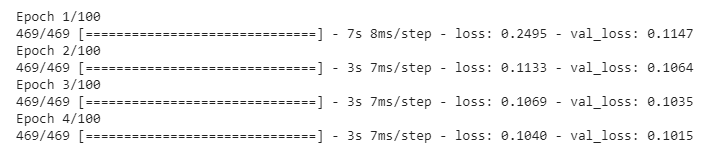 Epoch 1/100
469/469 [==============================] - 7s 8ms/step - loss: 0.2495 - val_loss: 0.1147
Epoch 2/100
469/469 [==============================] - 3s 7ms/step - loss: 0.1133 - val_loss: 0.1064
Epoch 3/100
469/469 [==============================] - 3s 7ms/step - loss: 0.1069 - val_loss: 0.1035
Epoch 4/100
469/469 [==============================] - 3s 7ms/step - loss: 0.1040 - val_loss: 0.1015